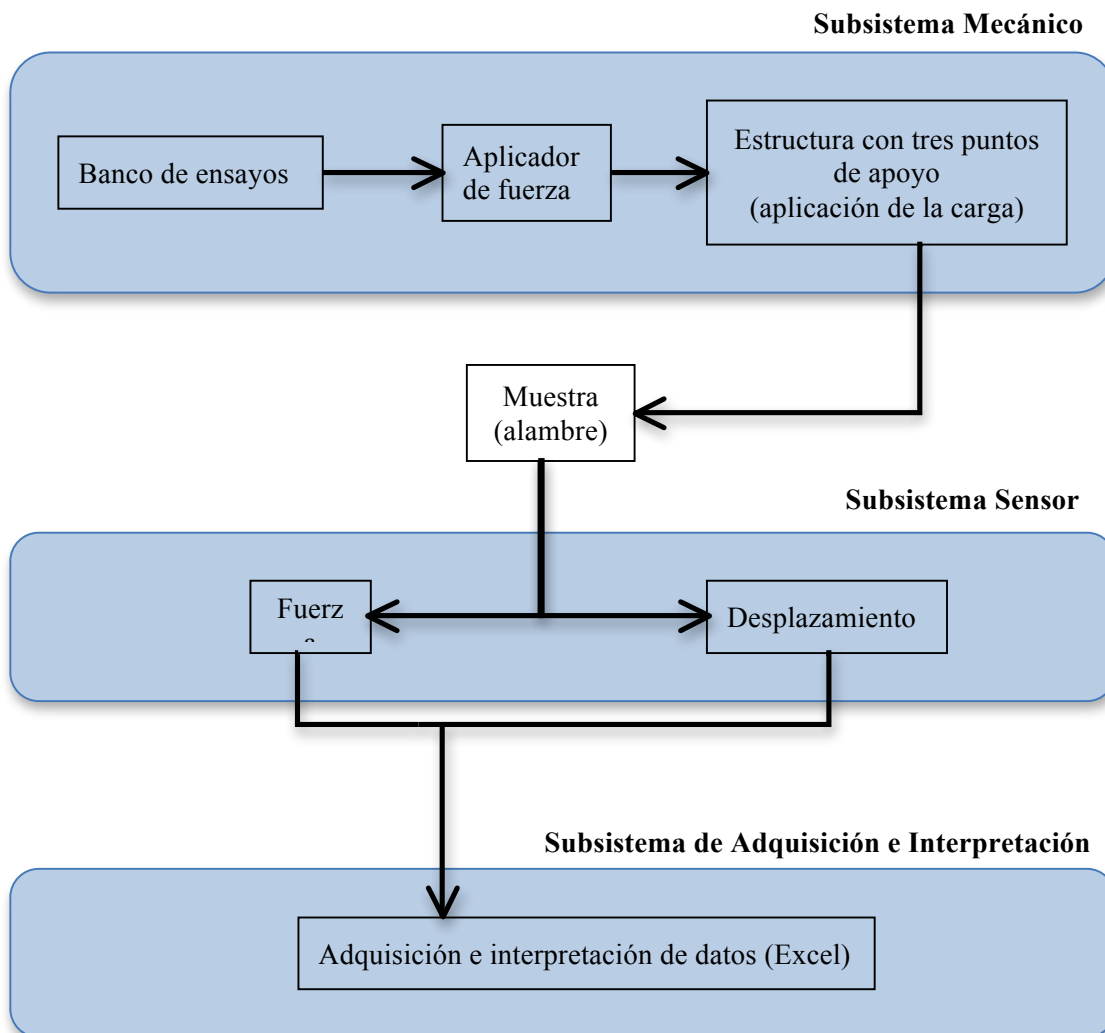 Subsistema Mecánico
Banco de ensayos
Aplicador
de fuerza
Estructura con tres puntos
de apoyo
(aplicación de la carga)
Muestra
(alambre)
Subsistema Sensor
Fuerz
Desplazamiento
Subsistema de Adquisición e Interpretación
Adquisición e interpretación de datos (Excel)